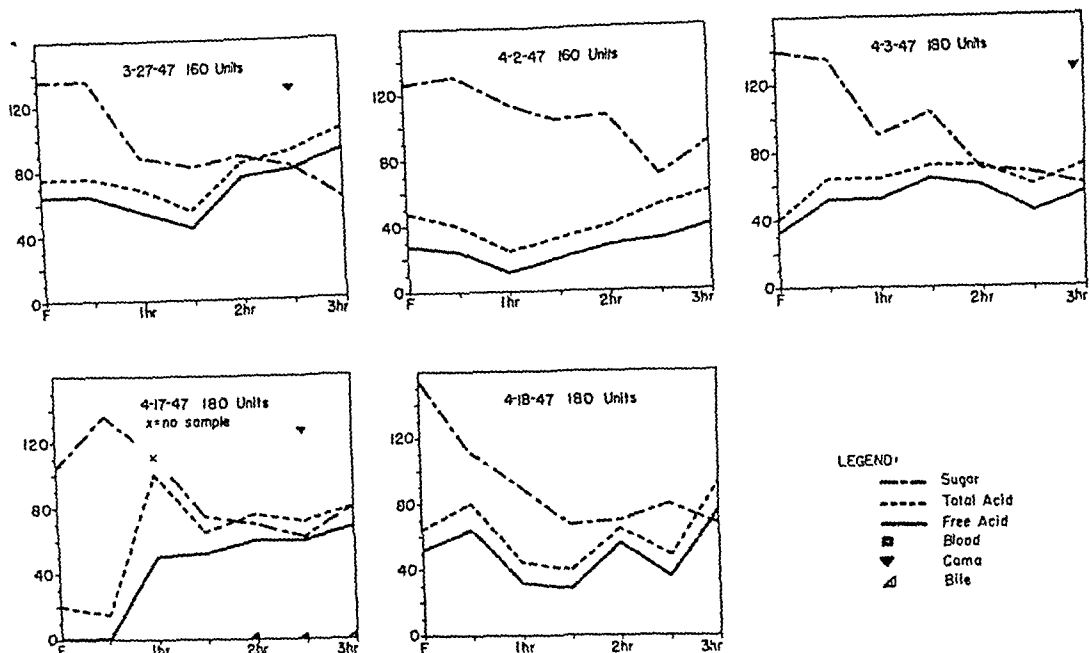 3-27-47 160 Units
120
80
40
0
F 1hr 2hr 3hr
4-2-47 160 Units
120
80
40
0
F 1hr 2hr 3hr
4-3-47 180 Units
120
80
40
0
F 1hr 2hr 3hr
4-17-47 180 Units
x=no sample
x
120
80
40
0
F 1hr 2hr 3hr
4-18-47 180 Units
120
80
40
0
F 1hr 2hr 3hr
LEGEND:
Sugar
Total Acid
Free Acid
Blood
Coma
Bile